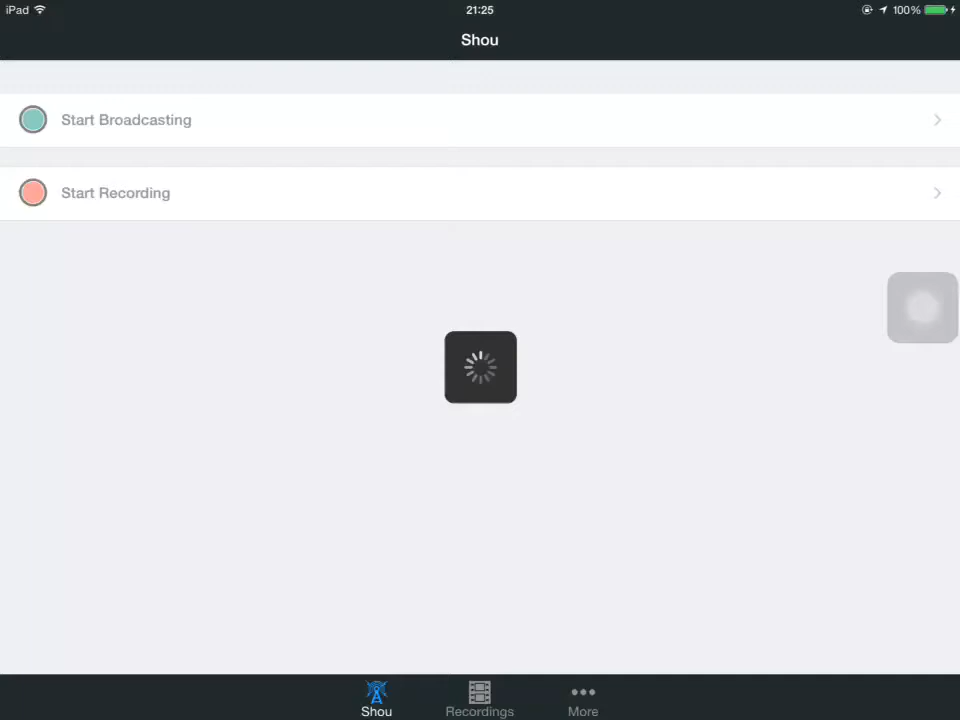 iPad 21:25 100%
Shou
Start Broadcasting
Start Recording
Shou Recordings More